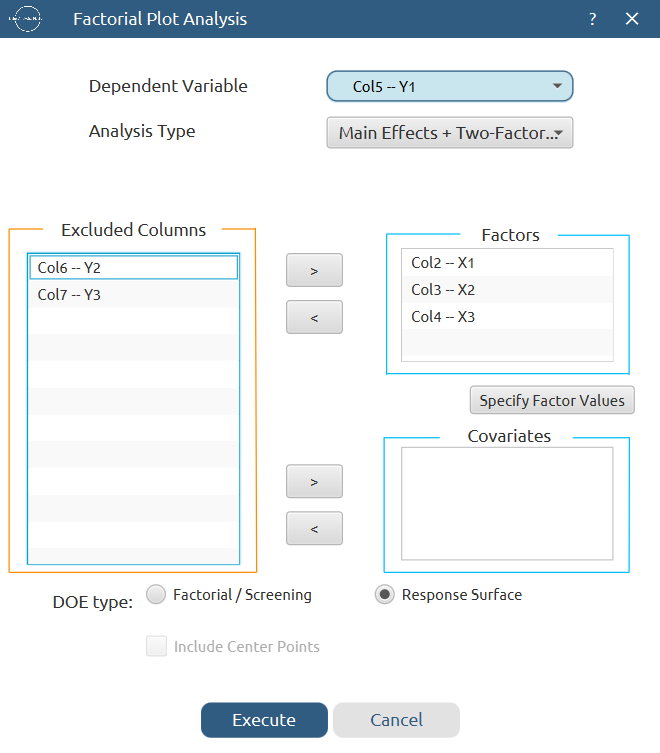 Factorial Plot Analysis ?
Dependent Variable Col5 -- Y1
Analysis Type Main Effects + Two-Factor...
Excluded Columns
Col6 -- Y2
Col7 -- Y3
>
<
Factors
Col2 -- X1
Col3 -- X2
Col4 -- X3
Specify Factor Values
>
<
Covariates
DOE type: Factorial / Screening Response Surface
Include Center Points
Execute Cancel